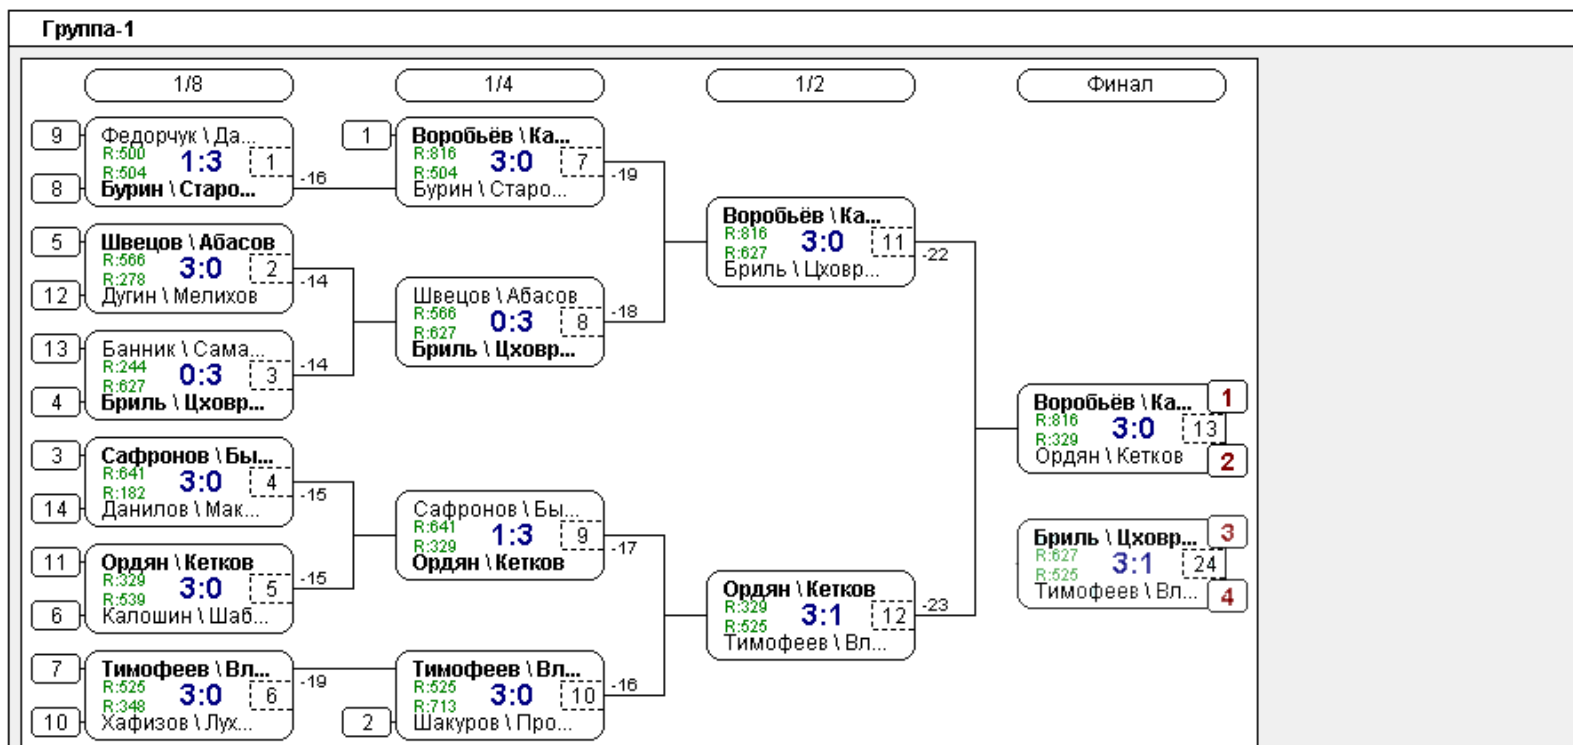 Группа-1
1/8
1/4
1/2
Финал
9
Федорчук \ Да...
R:500
1:3
1
R:504
8
Бурин \ Старо...
-16
5
Швецов \ Абасов
R:566
3:0
2
R:278
12
Дугин \ Мелихов
-14
13
Банник \ Сама...
R:244
0:3
3
R:627
4
Бриль \ Цховр...
-14
3
Сафронов \ Бы...
R:641
3:0
4
R:182
14
Данилов \ Мак...
-15
11
Ордян \ Кетков
R:329
3:0
5
R:539
6
Калошин \ Шаб...
-15
7
Тимофеев \ Вл...
R:525
3:0
6
R:348
10
Хафизов \ Лух...
-19
1
Воробьёв \ Ка...
R:816
3:0
7
R:504
Бурин \ Старо...
-19
Швецов \ Абасов
R:566
0:3
8
R:627
Бриль \ Цховр...
-18
Сафронов \ Бы...
R:641
1:3
9
R:329
Ордян \ Кетков
-17
Тимофеев \ Вл...
R:525
3:0
10
R:713
2
Шакуров \ Про...
-16
Воробьёв \ Ка...
R:816
3:0
11
R:627
Бриль \ Цховр...
-22
Ордян \ Кетков
R:329
3:1
12
R:525
Тимофеев \ Вл...
-23
Воробьёв \ Ка...
1
R:816
3:0
13
R:329
Ордян \ Кетков
2
Бриль \ Цховр...
3
R:627
3:1
24
R:525
Тимофеев \ Вл...
4